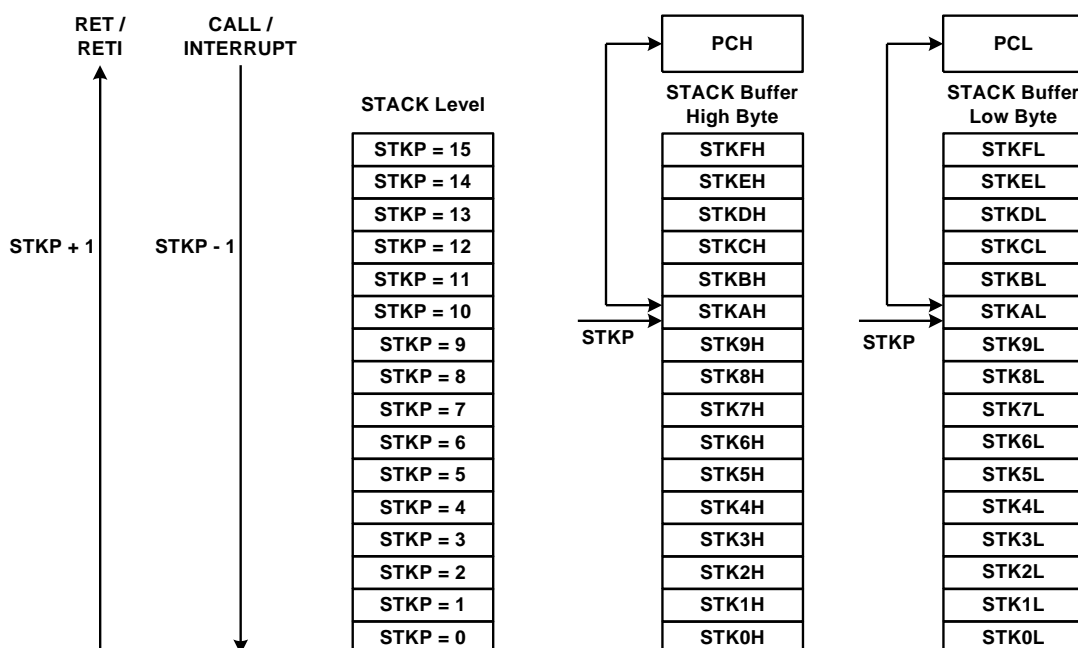 RET /
RETI
CALL /
INTERRUPT
STKP + 1
STKP - 1
STACK Level
STKP = 15
STKP = 14
STKP = 13
STKP = 12
STKP = 11
STKP = 10
STKP = 9
STKP = 8
STKP = 7
STKP = 6
STKP = 5
STKP = 4
STKP = 3
STKP = 2
STKP = 1
STKP = 0
PCH
STACK Buffer
High Byte
STKFH
STKEH
STKDH
STKCH
STKBH
STKAH
STK9H
STK8H
STK7H
STK6H
STK5H
STK4H
STK3H
STK2H
STK1H
STK0H
STKP
PCL
STACK Buffer
Low Byte
STKFL
STKEL
STKDL
STKCL
STKBL
STKAL
STK9L
STK8L
STK7L
STK6L
STK5L
STK4L
STK3L
STK2L
STK1L
STK0L
STKP